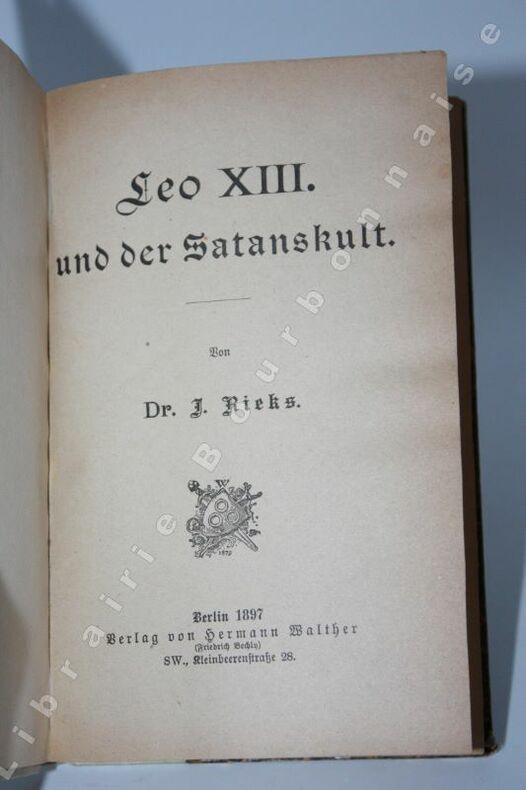 Leo XIII.
und der Satanskult.
Von
Dr. J. Rieks.
W
1879
Berlin 1897
Verlag von Hermann Walther
(Friedrich Bechly)
SW., Kleinbeerenstraße 28.
Librairie Bourbonnaise